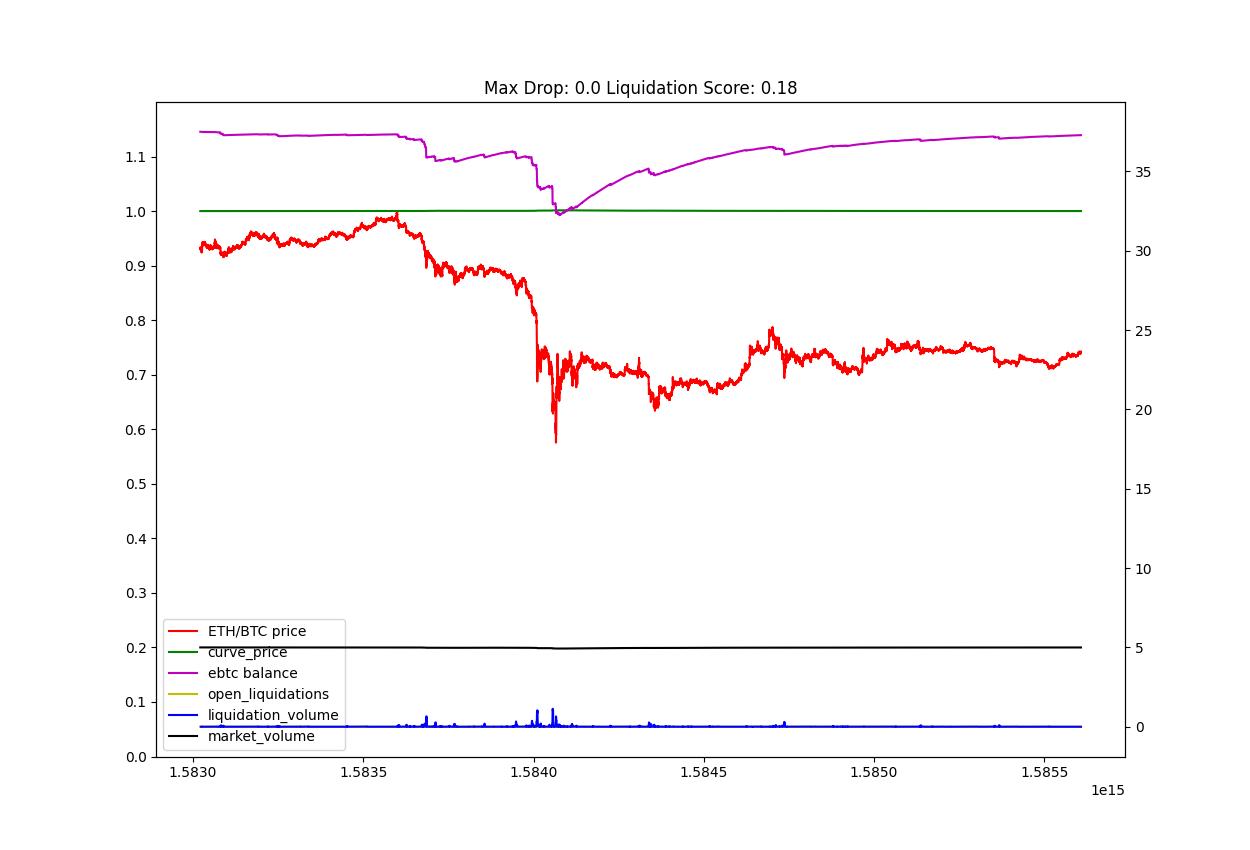 Max Drop: 0.0 Liquidation Score: 0.18
1.1
1.0
0.9
0.8
0.7
0.6
0.5
0.4
0.3
0.2
0.1
0.0
35
30
25
20
15
10
5
0
ETH/BTC price
curve_price
ebtc balance
open_liquidations
liquidation_volume
market_volume
1.5830 1.5835 1.5840 1.5845 1.5850 1.5855
1e15